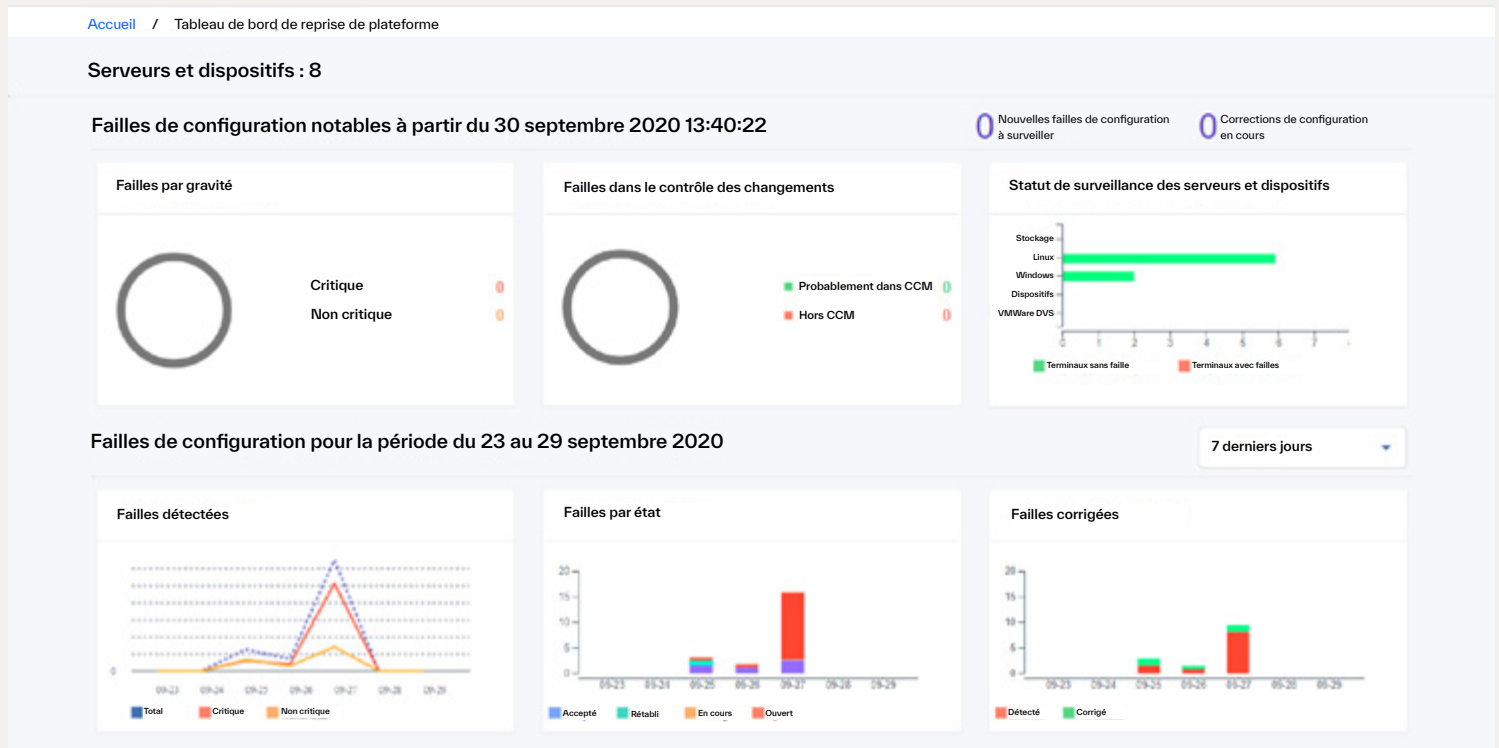 Accueil / Tableau de bord de reprise de plateforme
Serveurs et dispositifs : 8
Failles de configuration notables à partir du 30 septembre 2020 13:40:22
0 Nouvelles failles de configuration à surveiller
0 Corrections de configuration en cours
Failles par gravité
Critique 0
Non critique 0
Failles dans le contrôle des changements
Probablement dans CCM 0
Hors CCM 0
Statut de surveillance des serveurs et dispositifs
Stockage
Linux
Windows
Dispositifs
VMWare DVS
0 1 2 3 4 5 6 7
Terminaux sans faille Terminaux avec failles
Failles de configuration pour la période du 23 au 29 septembre 2020
7 derniers jours
Failles détectées
0
09-23 09-24 09-25 09-26 09-27 09-28 09-29
Total Critique Non critique
Failles par état
20
15
10
5
0
09-23 09-24 09-25 09-26 09-27 09-28 09-29
Accepté Rétabli En cours Ouvert
Failles corrigées
20
15
10
5
0
09-23 09-24 09-25 09-26 09-27 09-28 09-29
Détecté Corrigé